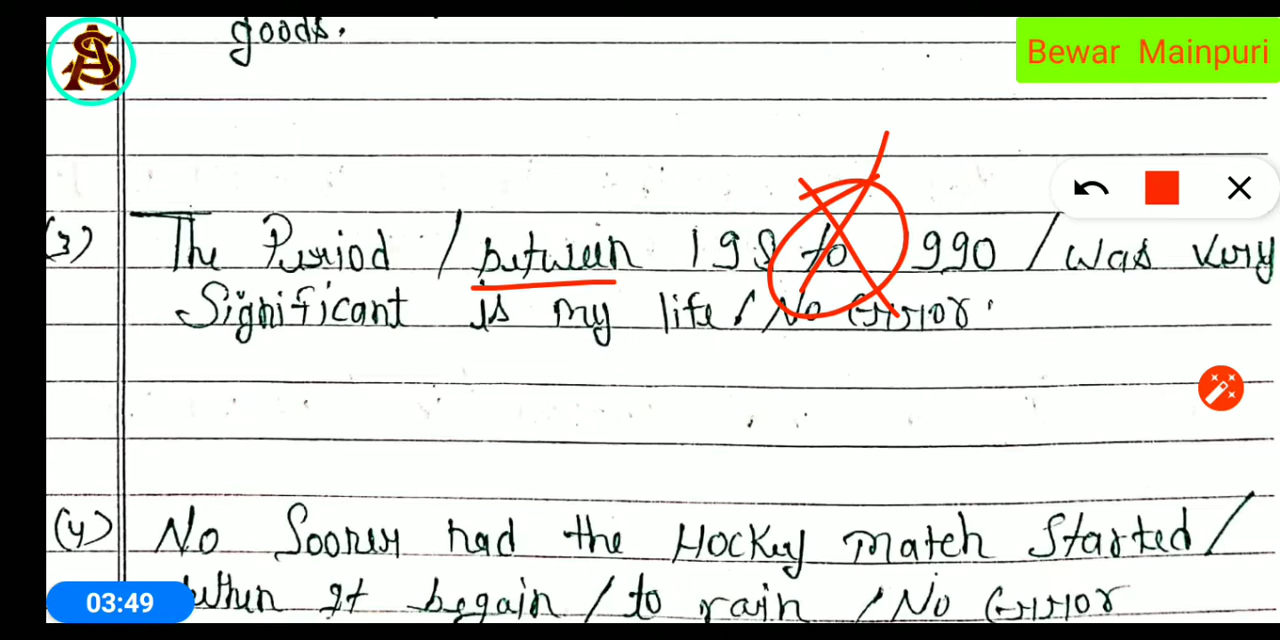 goods.
Bewar Mainpuri
(3) The Period / between 198 to 990 / was very
Significant is my life / No Error.
(4) No Sooner had the Hockey match Started /
when It begain / to rain / No Error
03:49